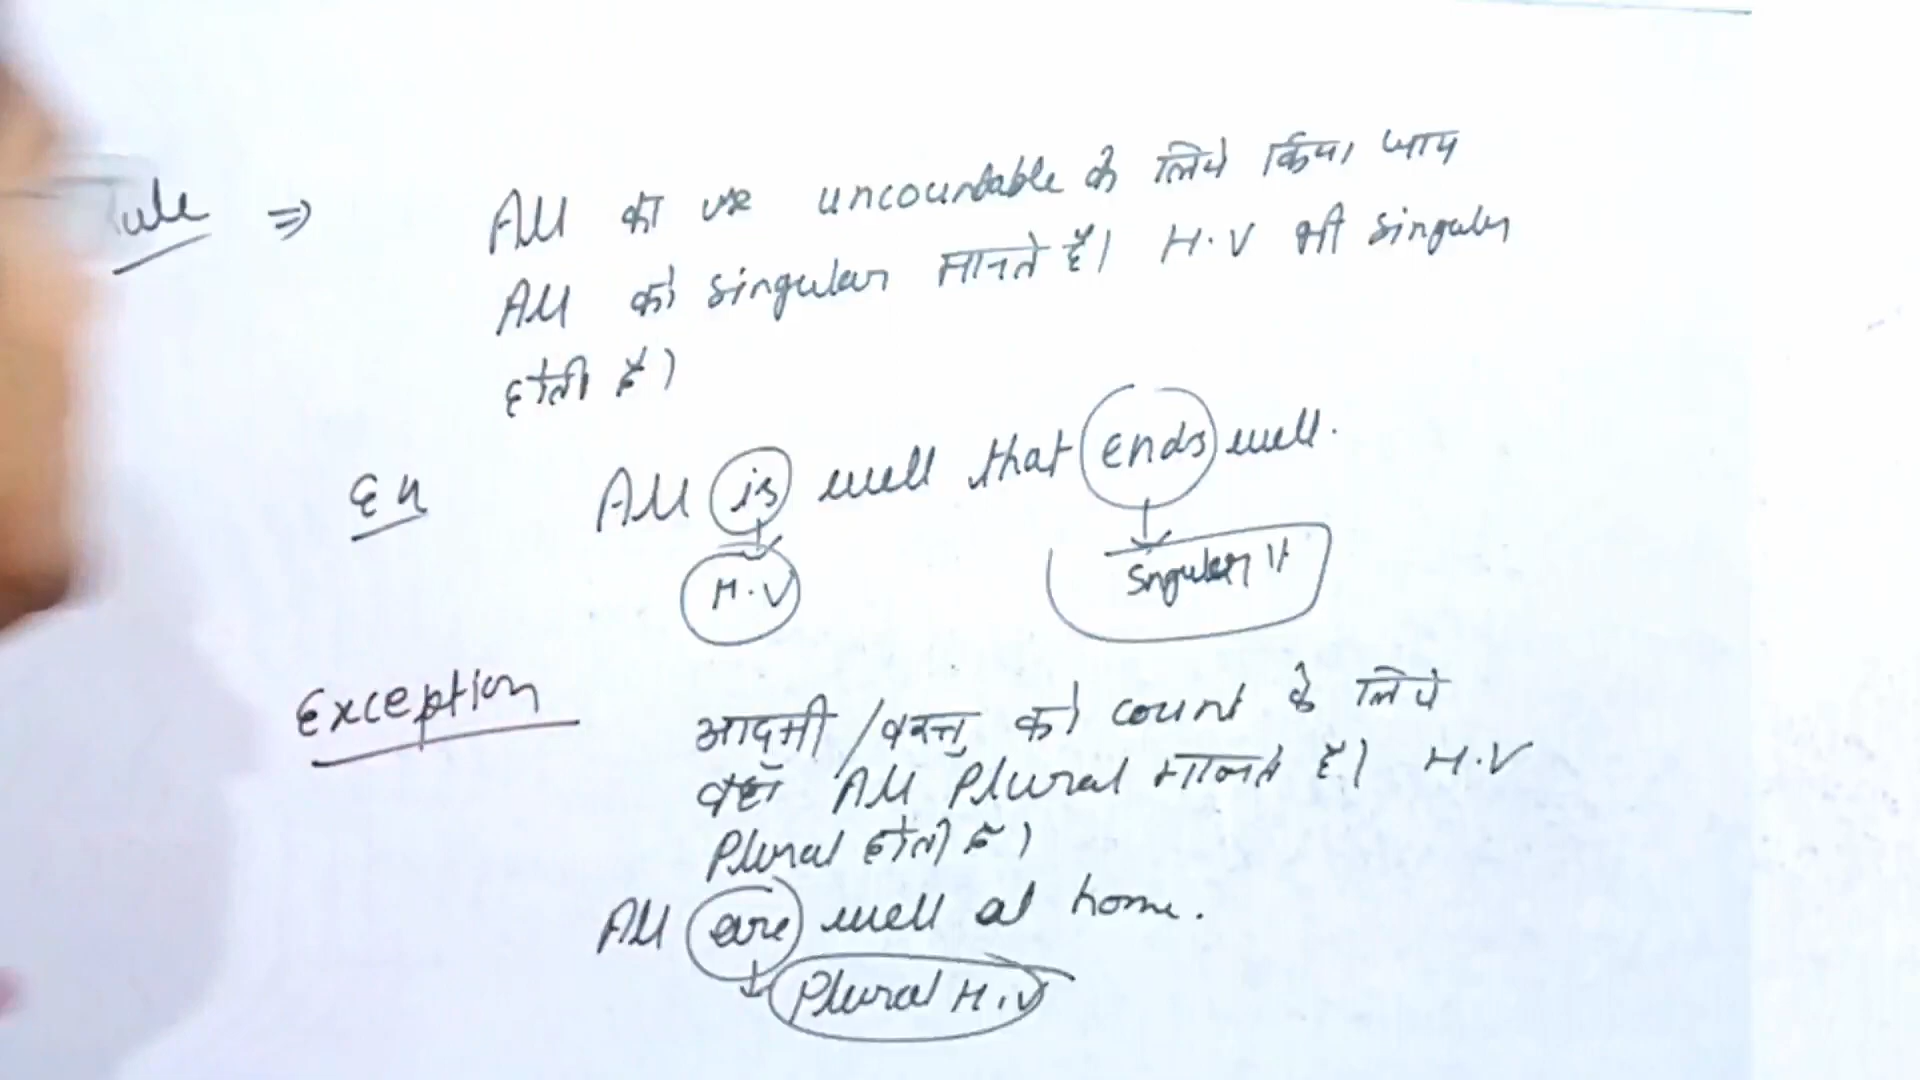 Rule ⇒ All का use uncountable के लिये किया जाय
All को singular मानते हैं। H.V भी singular
होती है।
Ex All is well that ends well.
H.V Singular V
Exception आदमी/वस्तु को count के लिये
वहाँ All Plural मानते है। H.V
Plural होती है।
All are well at home.
Plural H.V